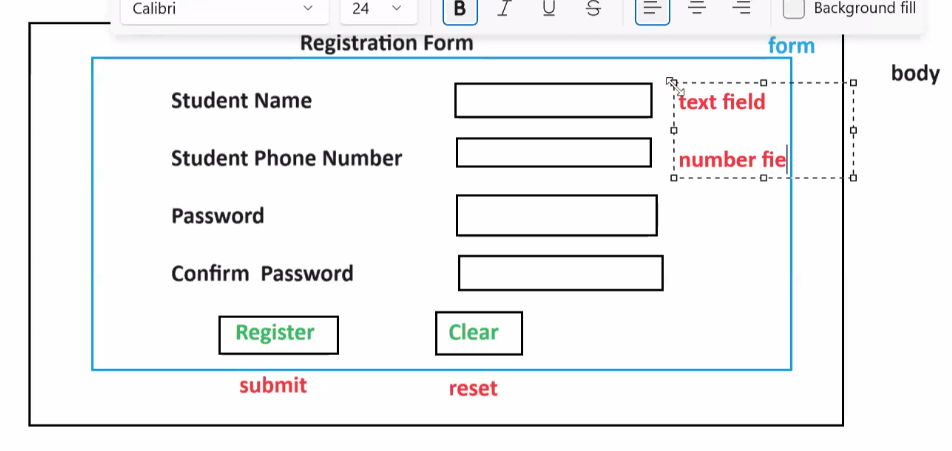 Calibri 24 B I U S Background fill
Registration Form form
body
Student Name text field
Student Phone Number number fie
Password
Confirm Password
Register Clear
submit reset